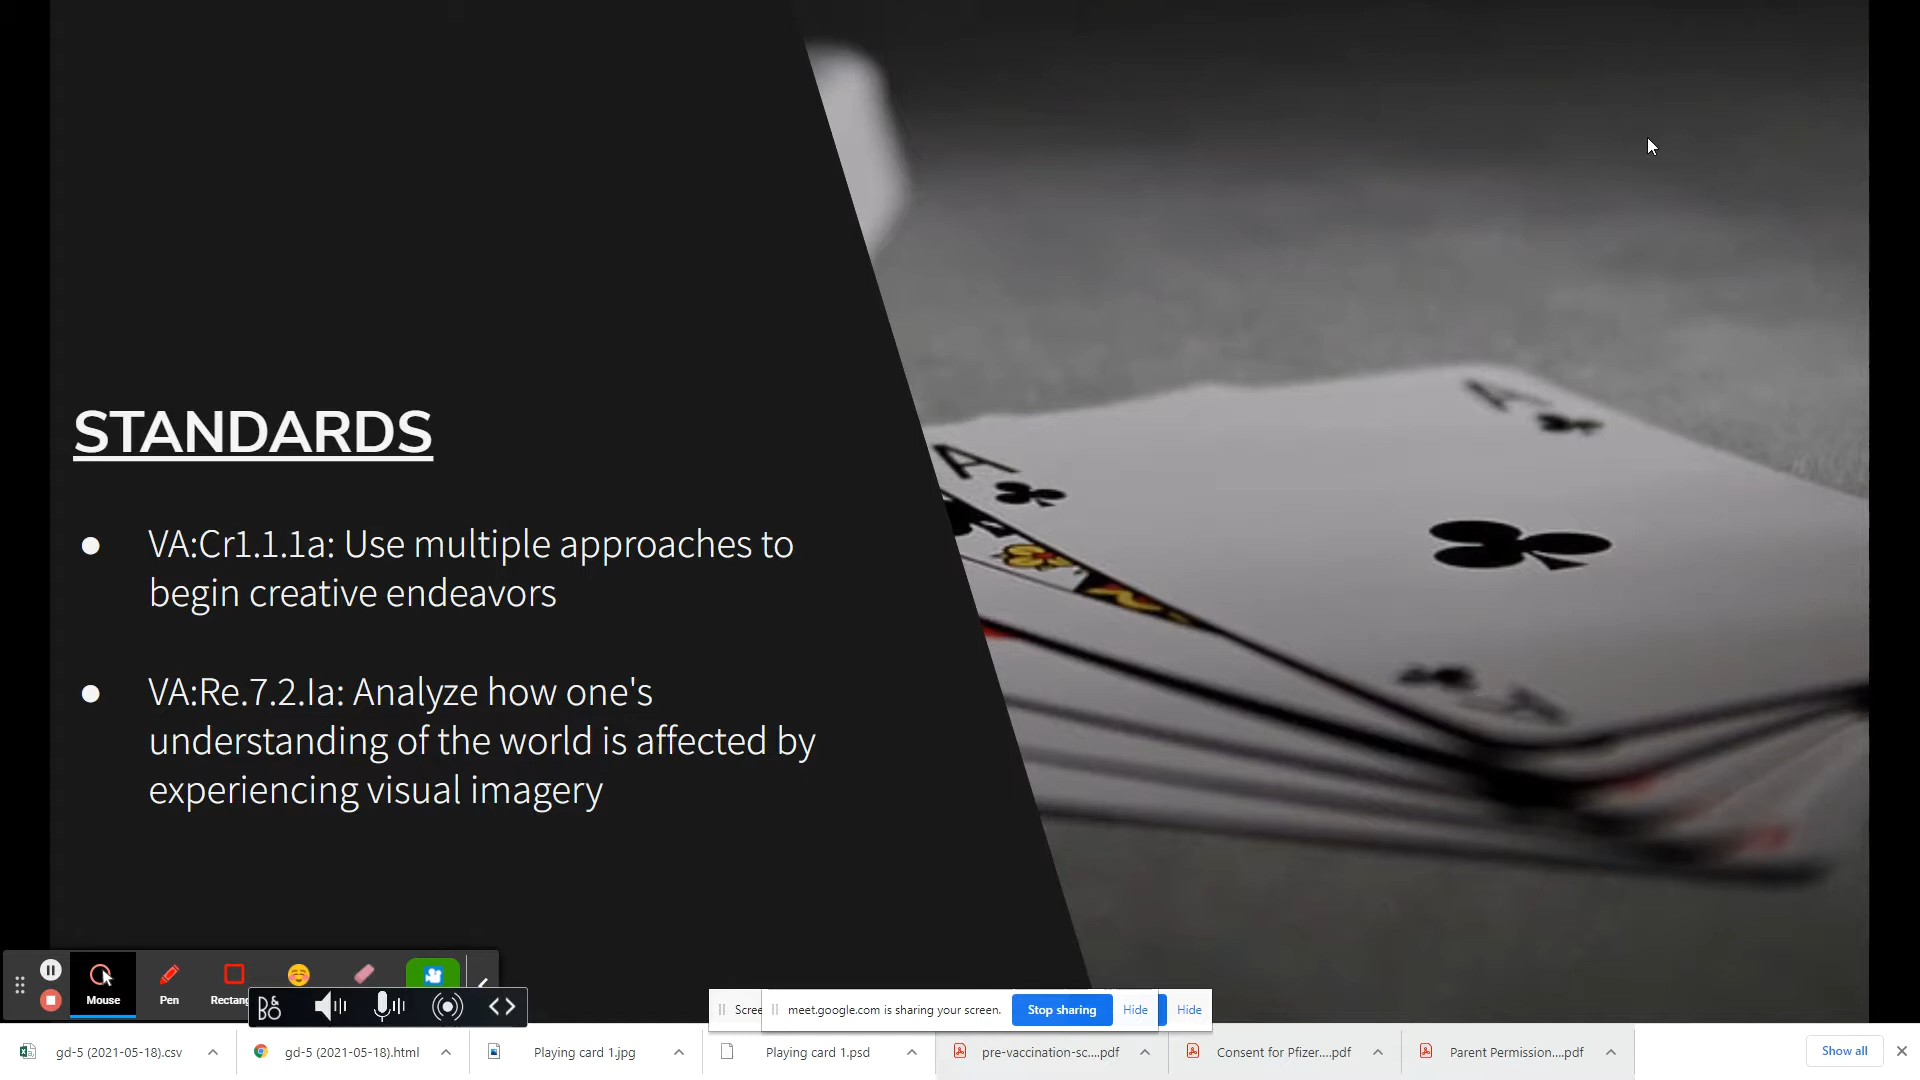 STANDARDS
● VA:Cr1.1.1a: Use multiple approaches to
begin creative endeavors
● VA:Re.7.2.Ia: Analyze how one's
understanding of the world is affected by
experiencing visual imagery
A
A
A
Mouse
Pen
Rectang
B&O
Scree
meet.google.com is sharing your screen.
Stop sharing
Hide
Hide
gd-5 (2021-05-18).csv
gd-5 (2021-05-18).html
Playing card 1.jpg
Playing card 1.psd
pre-vaccination-sc....pdf
Consent for Pfizer....pdf
Parent Permission....pdf
Show all